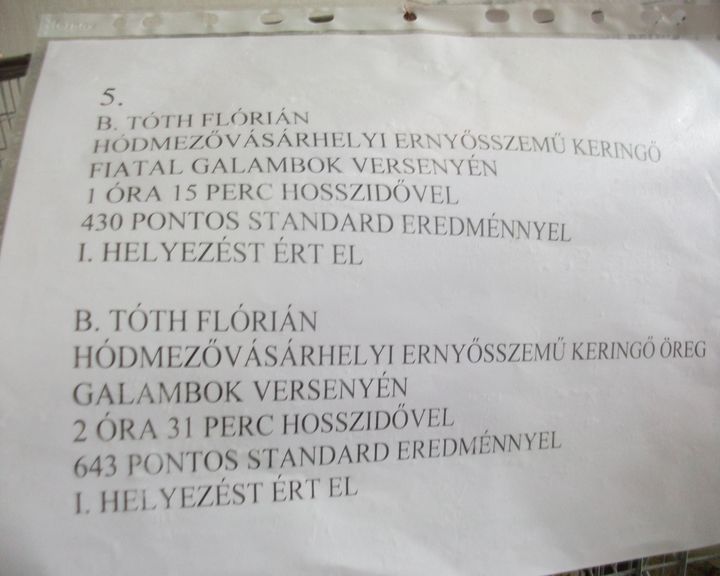 5.
B. TÓTH FLÓRIÁN
HÓDMEZŐVÁSÁRHELYI ERNYŐSSZEMŰ KERINGŐ
FIATAL GALAMBOK VERSENYÉN
1 ÓRA 15 PERC HOSSZIDŐVEL
430 PONTOS STANDARD EREDMÉNNYEL
I. HELYEZÉST ÉRT EL
B. TÓTH FLÓRIÁN
HÓDMEZŐVÁSÁRHELYI ERNYŐSSZEMŰ KERINGŐ ÖREG
GALAMBOK VERSENYÉN
2 ÓRA 31 PERC HOSSZIDŐVEL
643 PONTOS STANDARD EREDMÉNNYEL
I. HELYEZÉST ÉRT EL